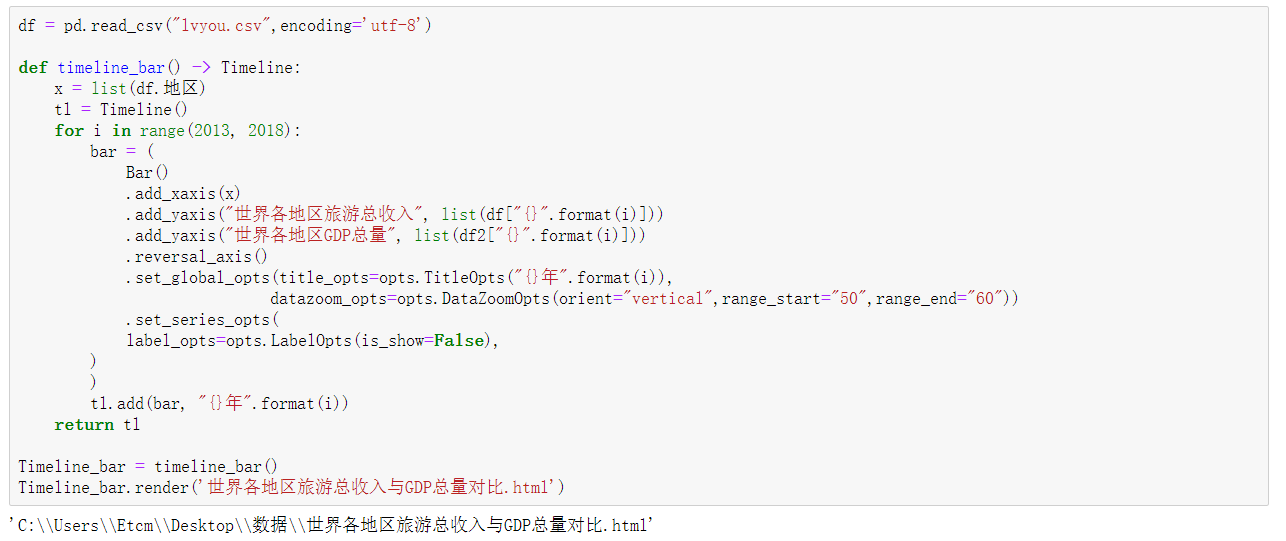 df = pd.read_csv("lvyou.csv",encoding='utf-8')
def timeline_bar() -> Timeline:
    x = list(df.地区)
    tl = Timeline()
    for i in range(2013, 2018):
        bar = (
            Bar()
            .add_xaxis(x)
            .add_yaxis("世界各地区旅游总收入", list(df["{}".format(i)]))
            .add_yaxis("世界各地区GDP总量", list(df2["{}".format(i)]))
            .reversal_axis()
            .set_global_opts(title_opts=opts.TitleOpts("{}年".format(i)),
                            datazoom_opts=opts.DataZoomOpts(orient="vertical",range_start="50",range_end="60"))
            .set_series_opts(
            label_opts=opts.LabelOpts(is_show=False),
        )
        )
        tl.add(bar, "{}年".format(i))
    return tl
Timeline_bar = timeline_bar()
Timeline_bar.render('世界各地区旅游总收入与GDP总量对比.html')
'C:\\Users\\Etcm\\Desktop\\数据\\世界各地区旅游总收入与GDP总量对比.html'